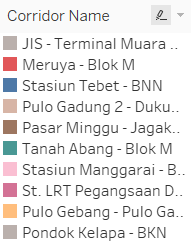 Corridor Name
JIS - Terminal Muara ..
Meruya - Blok M
Stasiun Tebet - BNN
Pulo Gadung 2 - Duku..
Pasar Minggu - Jagak..
Tanah Abang - Blok M
Stasiun Manggarai - B..
St. LRT Pegangsaan D..
Pulo Gebang - Pulo Ga..
Pondok Kelapa - BKN